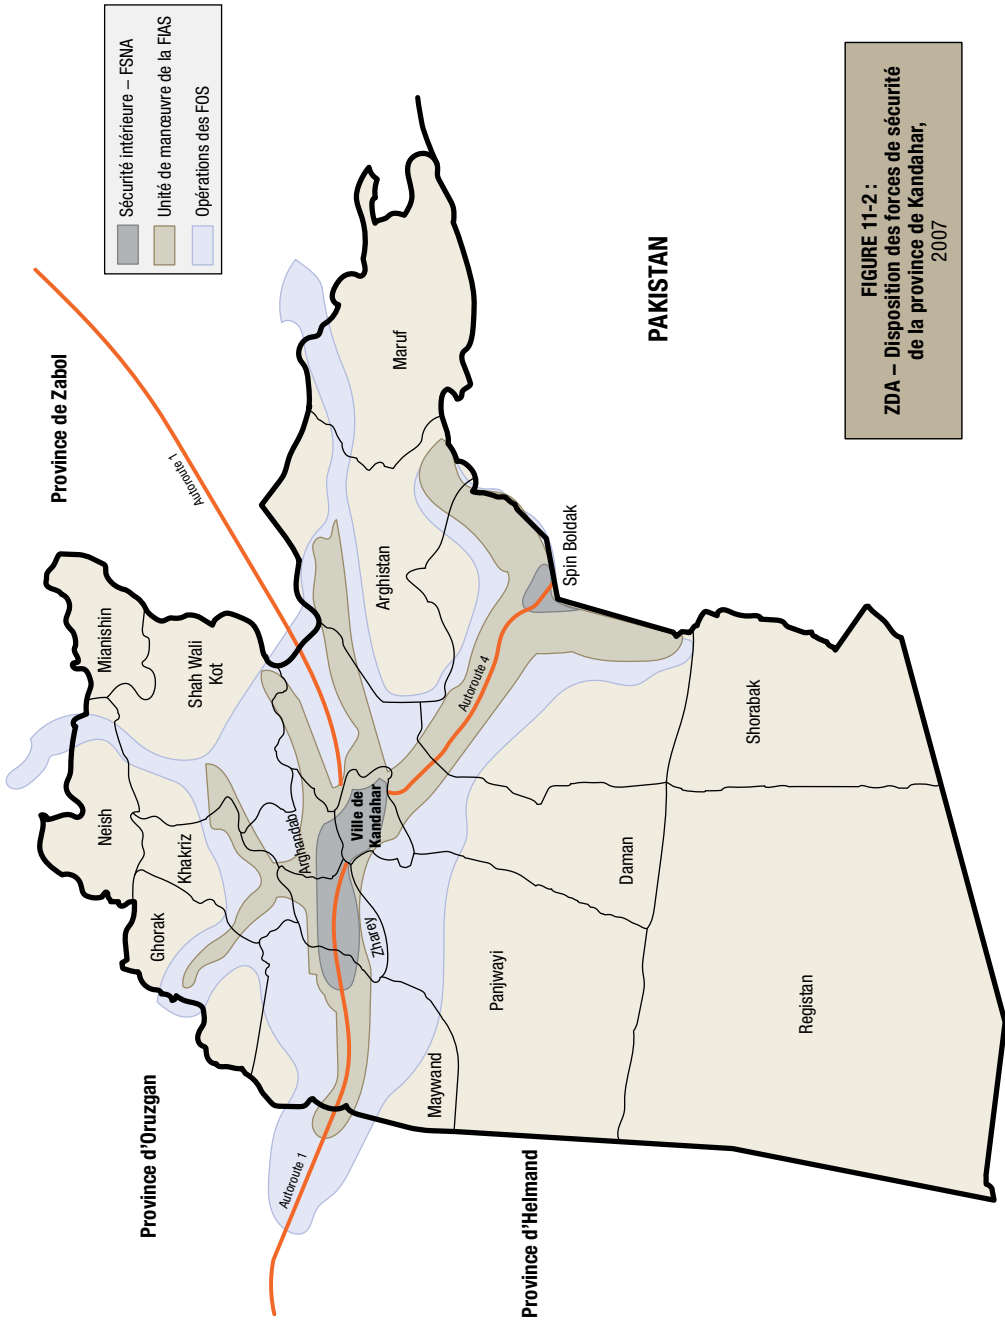 Sécurité intérieure – FSNA
Unité de manœuvre de la FIAS
Opérations des FOS
Province de Zabol
Province d'Oruzgan
Province d'Helmand
PAKISTAN
Autoroute 1
Autoroute 1
Autoroute 4
Mianishin
Shah Wali
Kot
Neish
Khakriz
Ghorak
Arghandab
Ville de
Kandahar
Zharey
Maywand
Panjwayi
Daman
Arghistan
Maruf
Spin Boldak
Shorabak
Registan
FIGURE 11-2 :
ZDA – Disposition des forces de sécurité
de la province de Kandahar,
2007